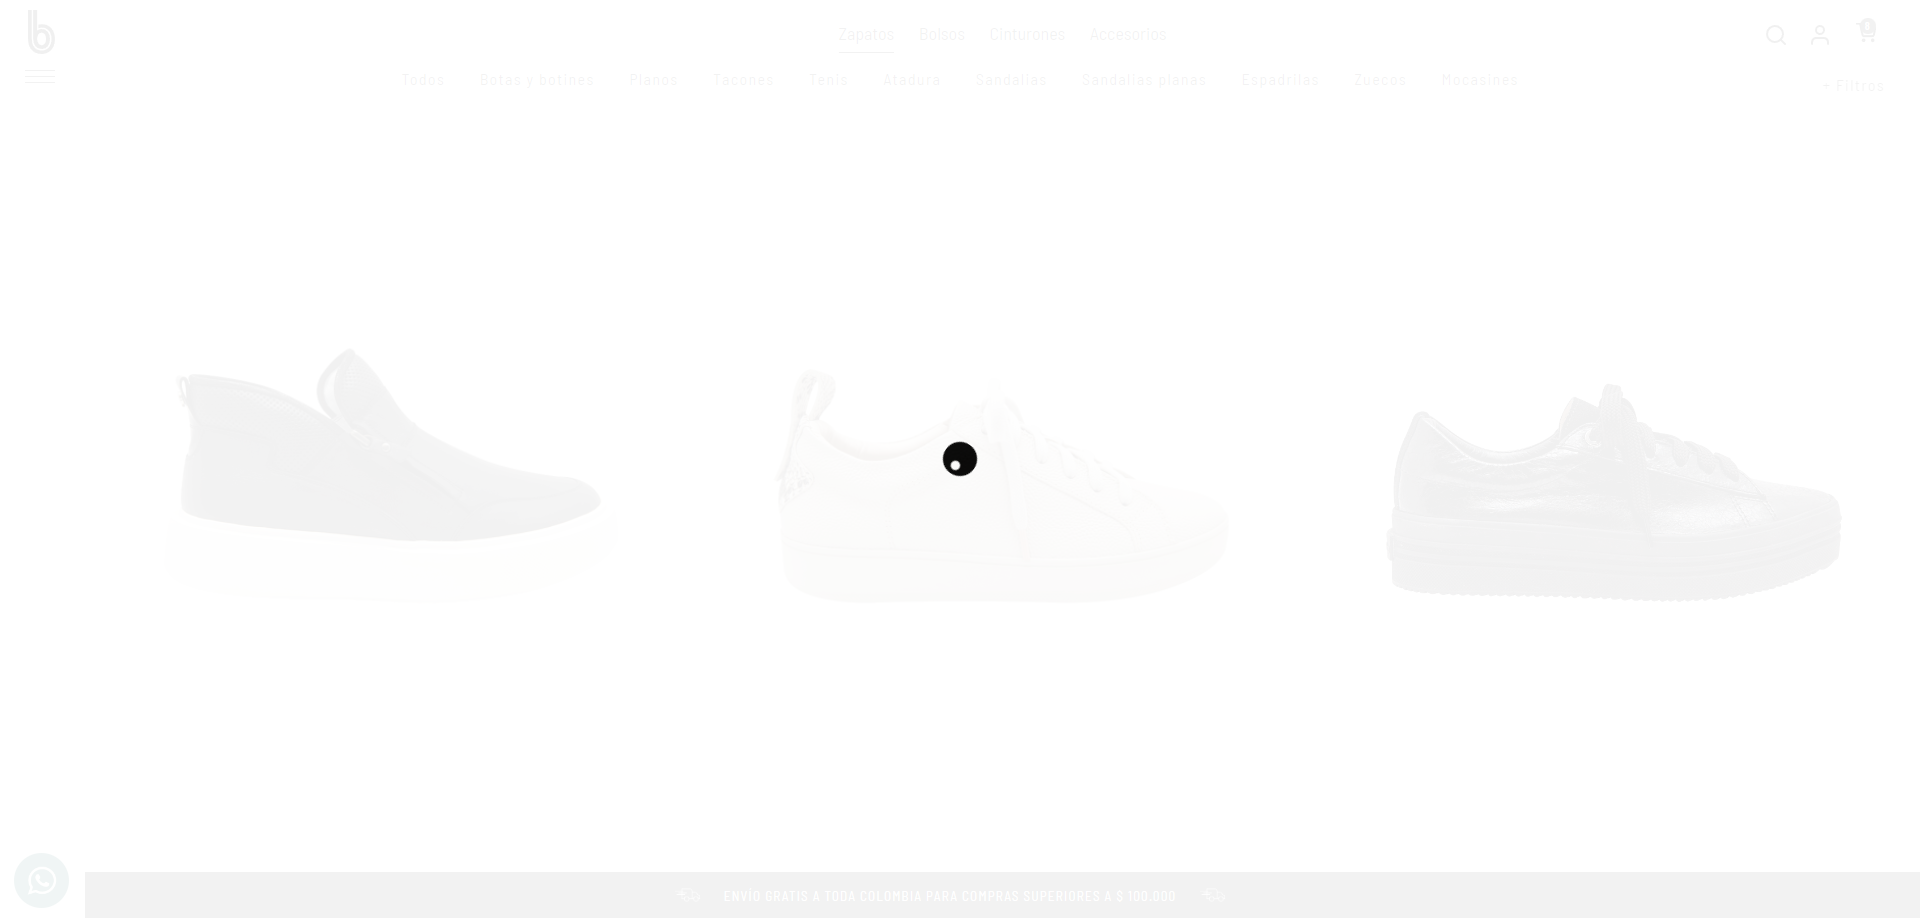 b
Zapatos Bolsos Cinturones Accesorios
0
Todos Botas y botines Planos Tacones Tenis Atadura Sandalias Sandalias planas Espadrilas Zuecos Mocasines
+ Filtros
ENVÍO GRATIS A TODA COLOMBIA PARA COMPRAS SUPERIORES A $ 100.000